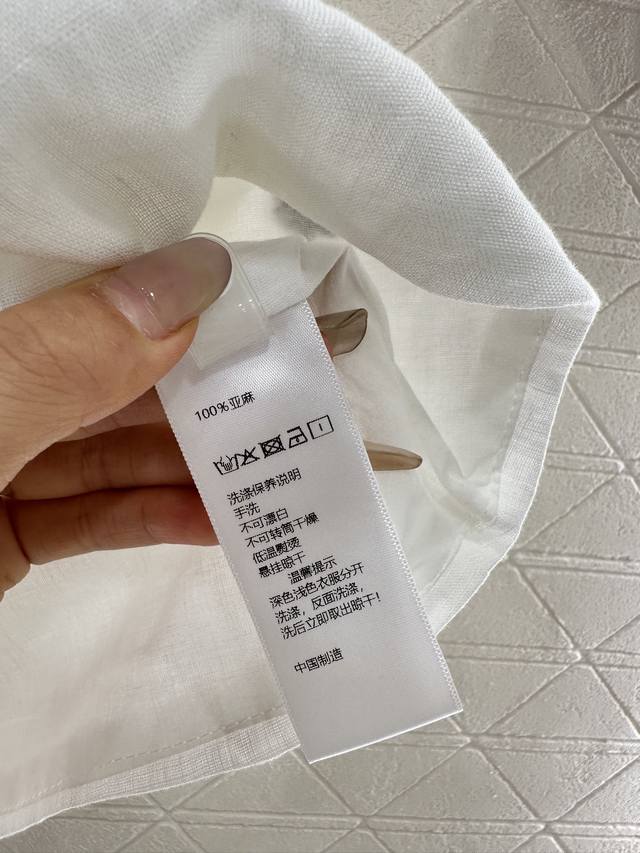 100%亚麻
洗涤保养说明
手洗
不可漂白
不可转筒干燥
低温熨烫
悬挂晾干
温馨提示
深色浅色衣服分开
洗涤，反面洗涤，
洗后立即取出晾干!
中国制造